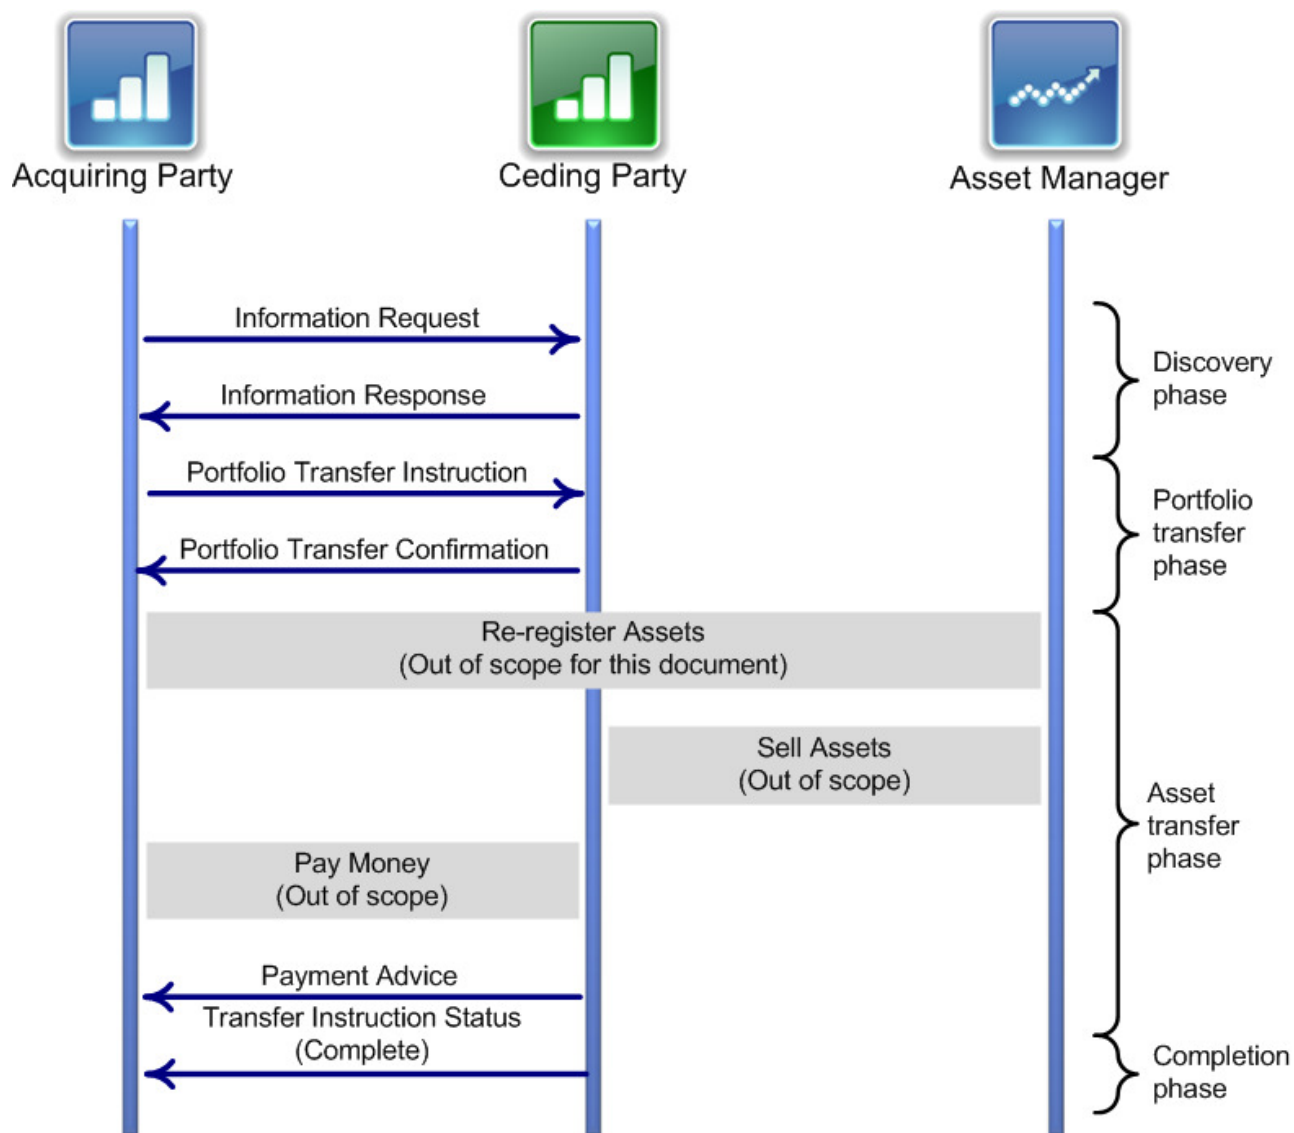 Acquiring Party
Ceding Party
Asset Manager
Information Request
Information Response
Discovery
phase
Portfolio Transfer Instruction
Portfolio Transfer Confirmation
Portfolio
transfer
phase
Re-register Assets
(Out of scope for this document)
Sell Assets
(Out of scope)
Pay Money
(Out of scope)
Asset
transfer
phase
Payment Advice
Transfer Instruction Status
(Complete)
Completion
phase